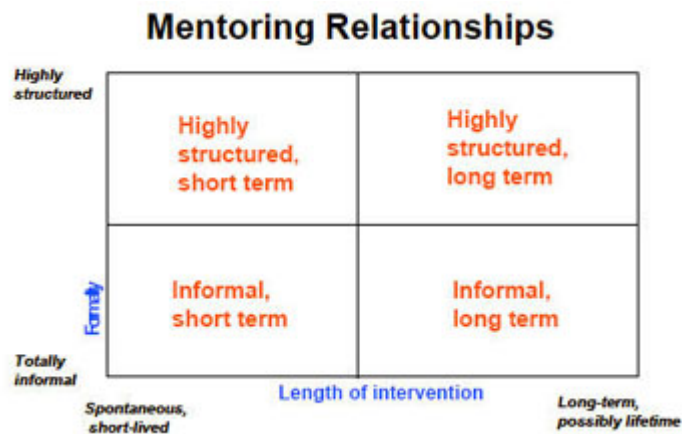 Mentoring Relationships
Highly
structured
Highly
structured,
short term
Highly
structured,
long term
Informal,
short term
Informal,
long term
Formally
Totally
informal
Length of intervention
Spontaneous,
short-lived
Long-term,
possibly lifetime